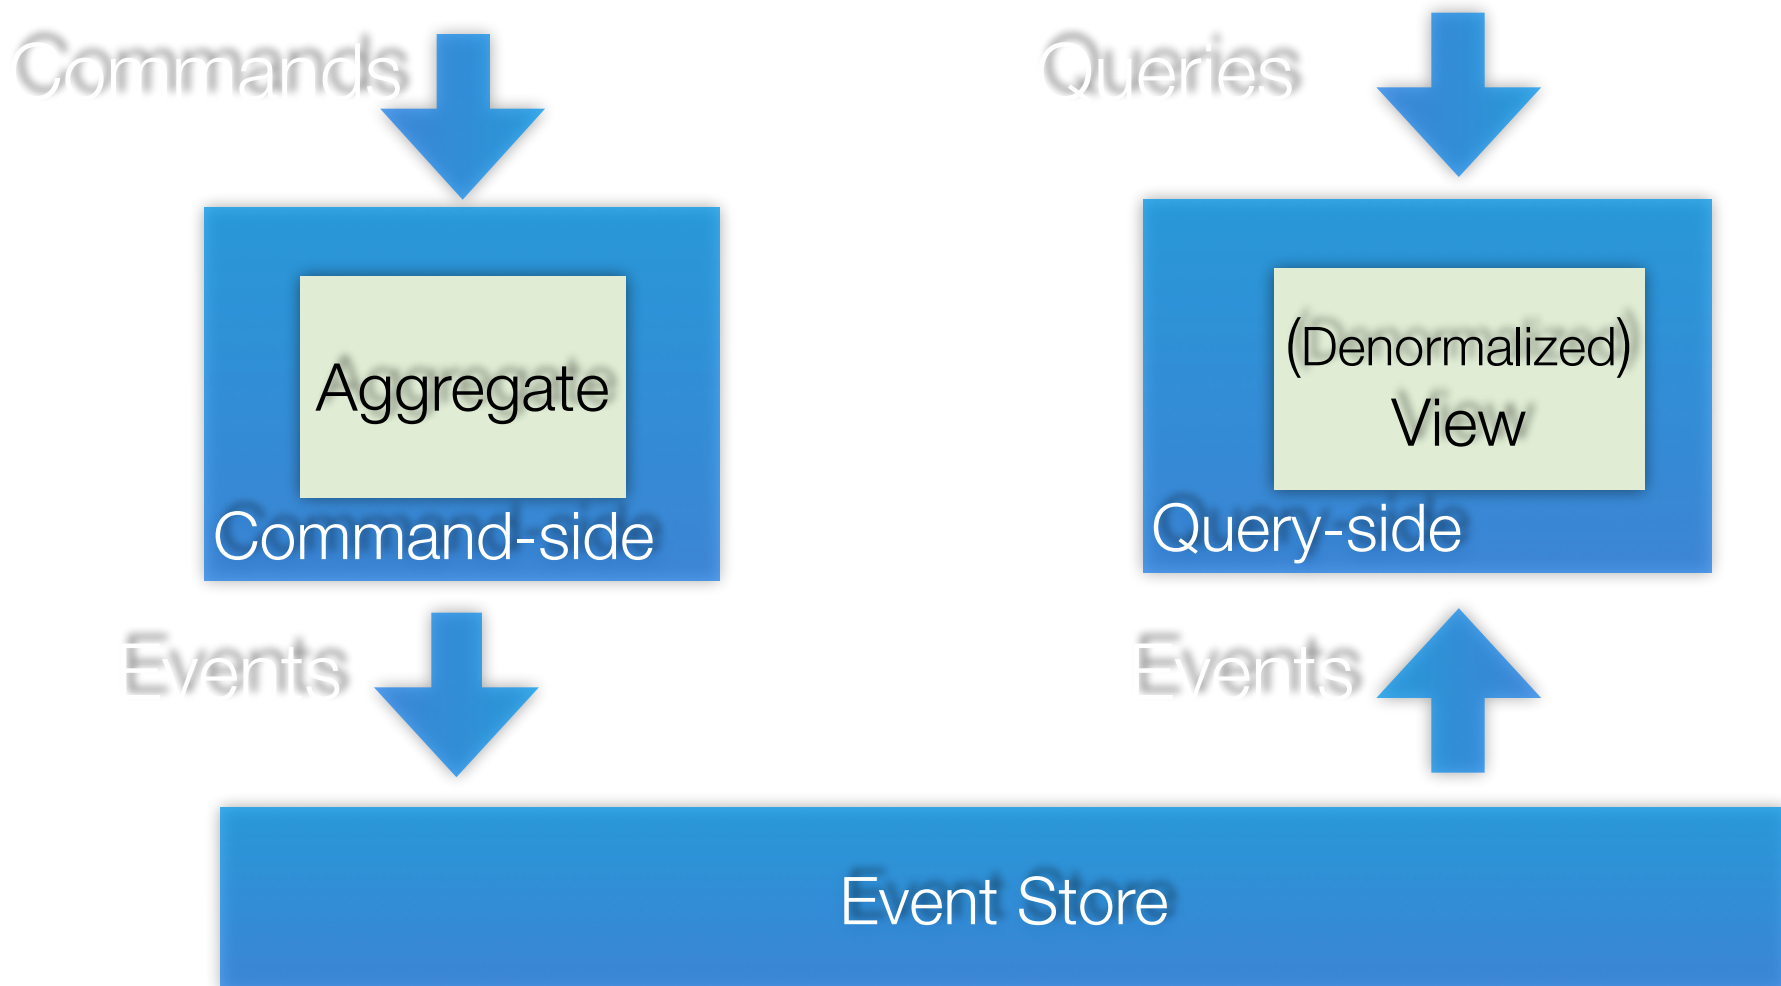 Commands
Queries
Aggregate
(Denormalized)
View
Command-side
Query-side
Events
Events
Event Store